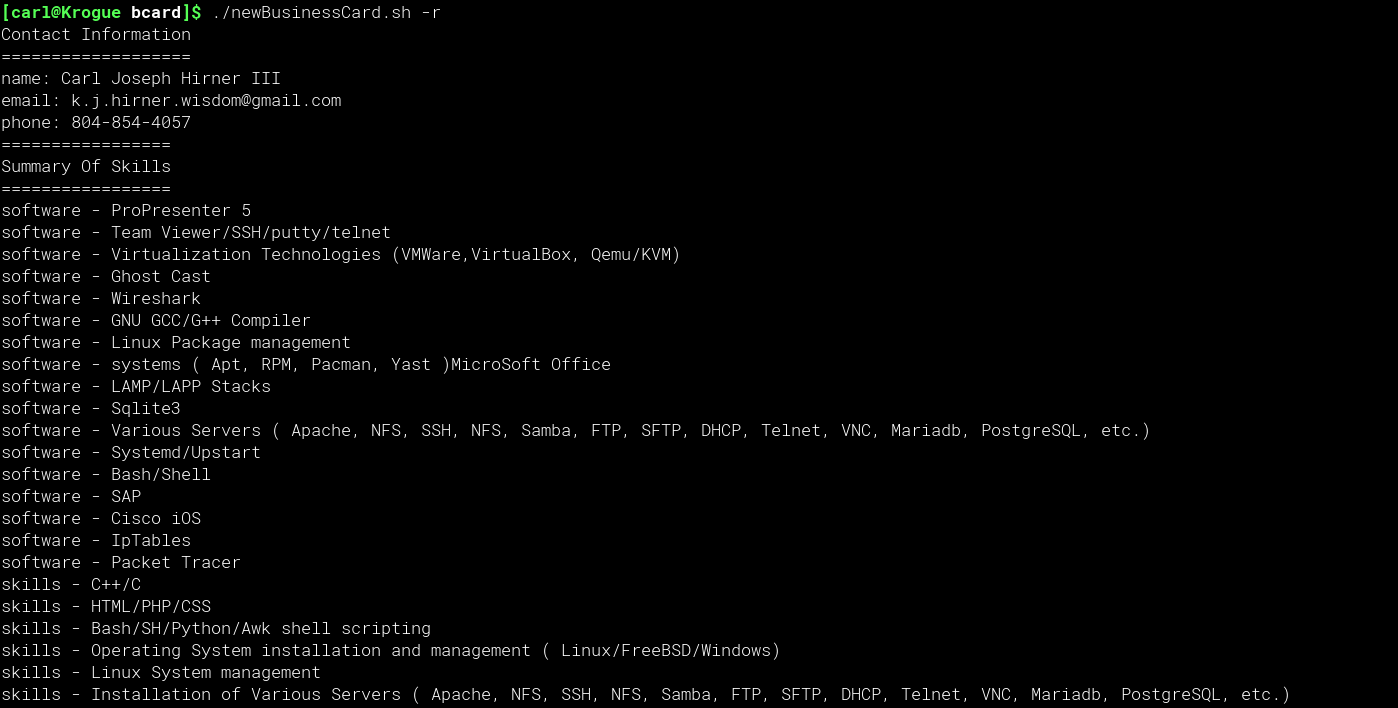 [carl@Krogue bcard]$ ./newBusinessCard.sh -r
Contact Information
===================
name: Carl Joseph Hirner III
email: k.j.hirner.wisdom@gmail.com
phone: 804-854-4057
=================
Summary Of Skills
=================
software - ProPresenter 5
software - Team Viewer/SSH/putty/telnet
software - Virtualization Technologies (VMWare,VirtualBox, Qemu/KVM)
software - Ghost Cast
software - Wireshark
software - GNU GCC/G++ Compiler
software - Linux Package management
software - systems ( Apt, RPM, Pacman, Yast )MicroSoft Office
software - LAMP/LAPP Stacks
software - Sqlite3
software - Various Servers ( Apache, NFS, SSH, NFS, Samba, FTP, SFTP, DHCP, Telnet, VNC, Mariadb, PostgreSQL, etc.)
software - Systemd/Upstart
software - Bash/Shell
software - SAP
software - Cisco iOS
software - IpTables
software - Packet Tracer
skills - C++/C
skills - HTML/PHP/CSS
skills - Bash/SH/Python/Awk shell scripting
skills - Operating System installation and management ( Linux/FreeBSD/Windows)
skills - Linux System management
skills - Installation of Various Servers ( Apache, NFS, SSH, NFS, Samba, FTP, SFTP, DHCP, Telnet, VNC, Mariadb, PostgreSQL, etc.)